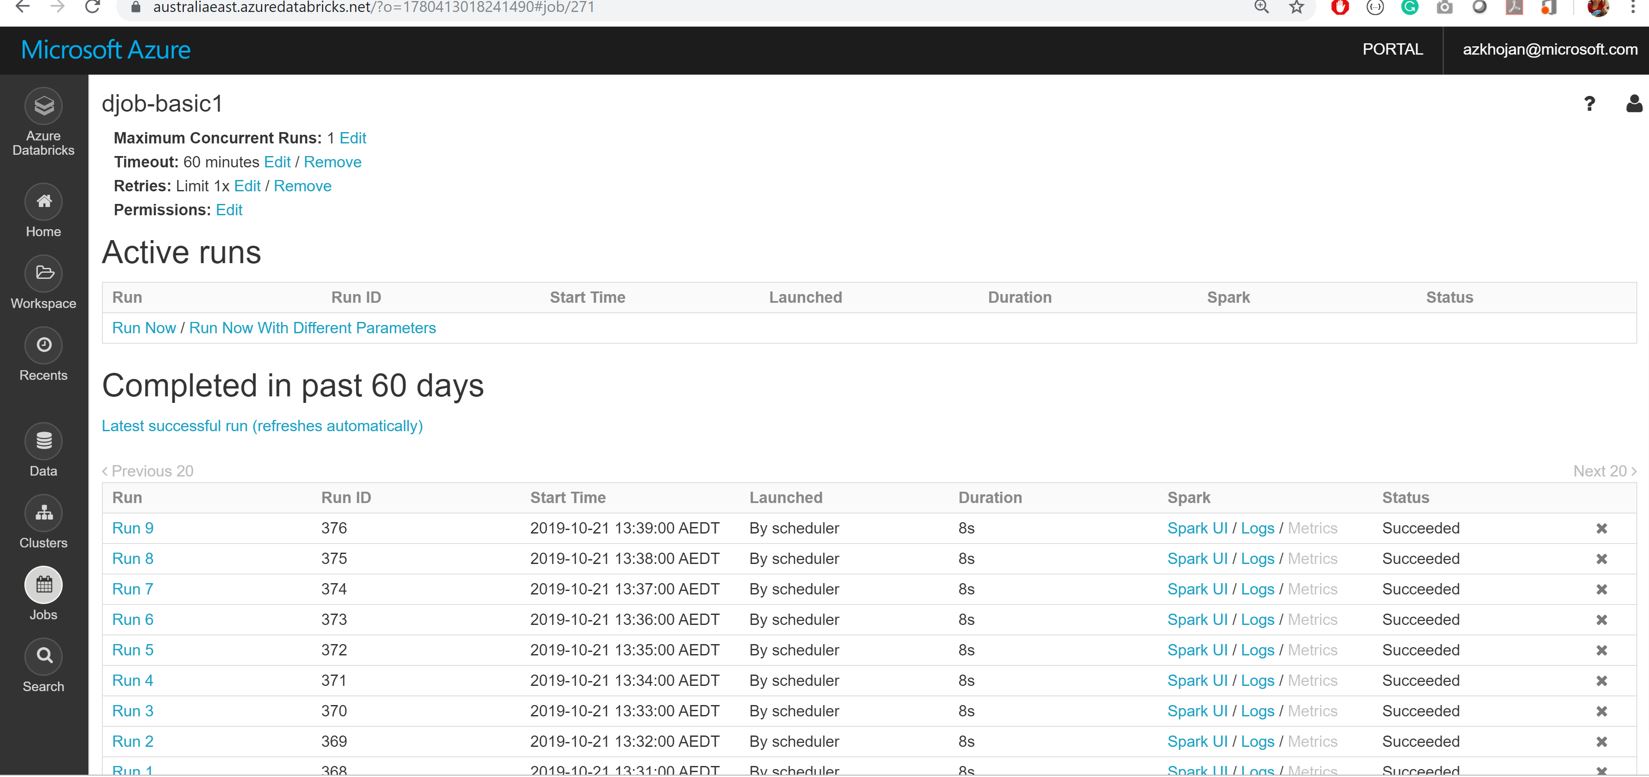 australiaeast.azuredatabricks.net/?o=1780413018241490#job/271
Microsoft Azure
PORTAL
azkhojan@microsoft.com
Azure
Databricks
Home
Workspace
Recents
Data
Clusters
Jobs
Search
djob-basic1
?
Maximum Concurrent Runs: 1 Edit
Timeout: 60 minutes Edit / Remove
Retries: Limit 1x Edit / Remove
Permissions: Edit
Active runs
Run Run ID Start Time Launched Duration Spark Status
Run Now / Run Now With Different Parameters
Completed in past 60 days
Latest successful run (refreshes automatically)
‹ Previous 20 Next 20 ›
Run Run ID Start Time Launched Duration Spark Status
Run 9 376 2019-10-21 13:39:00 AEDT By scheduler 8s Spark UI / Logs / Metrics Succeeded
Run 8 375 2019-10-21 13:38:00 AEDT By scheduler 8s Spark UI / Logs / Metrics Succeeded
Run 7 374 2019-10-21 13:37:00 AEDT By scheduler 8s Spark UI / Logs / Metrics Succeeded
Run 6 373 2019-10-21 13:36:00 AEDT By scheduler 8s Spark UI / Logs / Metrics Succeeded
Run 5 372 2019-10-21 13:35:00 AEDT By scheduler 8s Spark UI / Logs / Metrics Succeeded
Run 4 371 2019-10-21 13:34:00 AEDT By scheduler 8s Spark UI / Logs / Metrics Succeeded
Run 3 370 2019-10-21 13:33:00 AEDT By scheduler 8s Spark UI / Logs / Metrics Succeeded
Run 2 369 2019-10-21 13:32:00 AEDT By scheduler 8s Spark UI / Logs / Metrics Succeeded
Run 1 368 2019-10-21 13:31:00 AEDT By scheduler 8s Spark UI / Logs / Metrics Succeeded